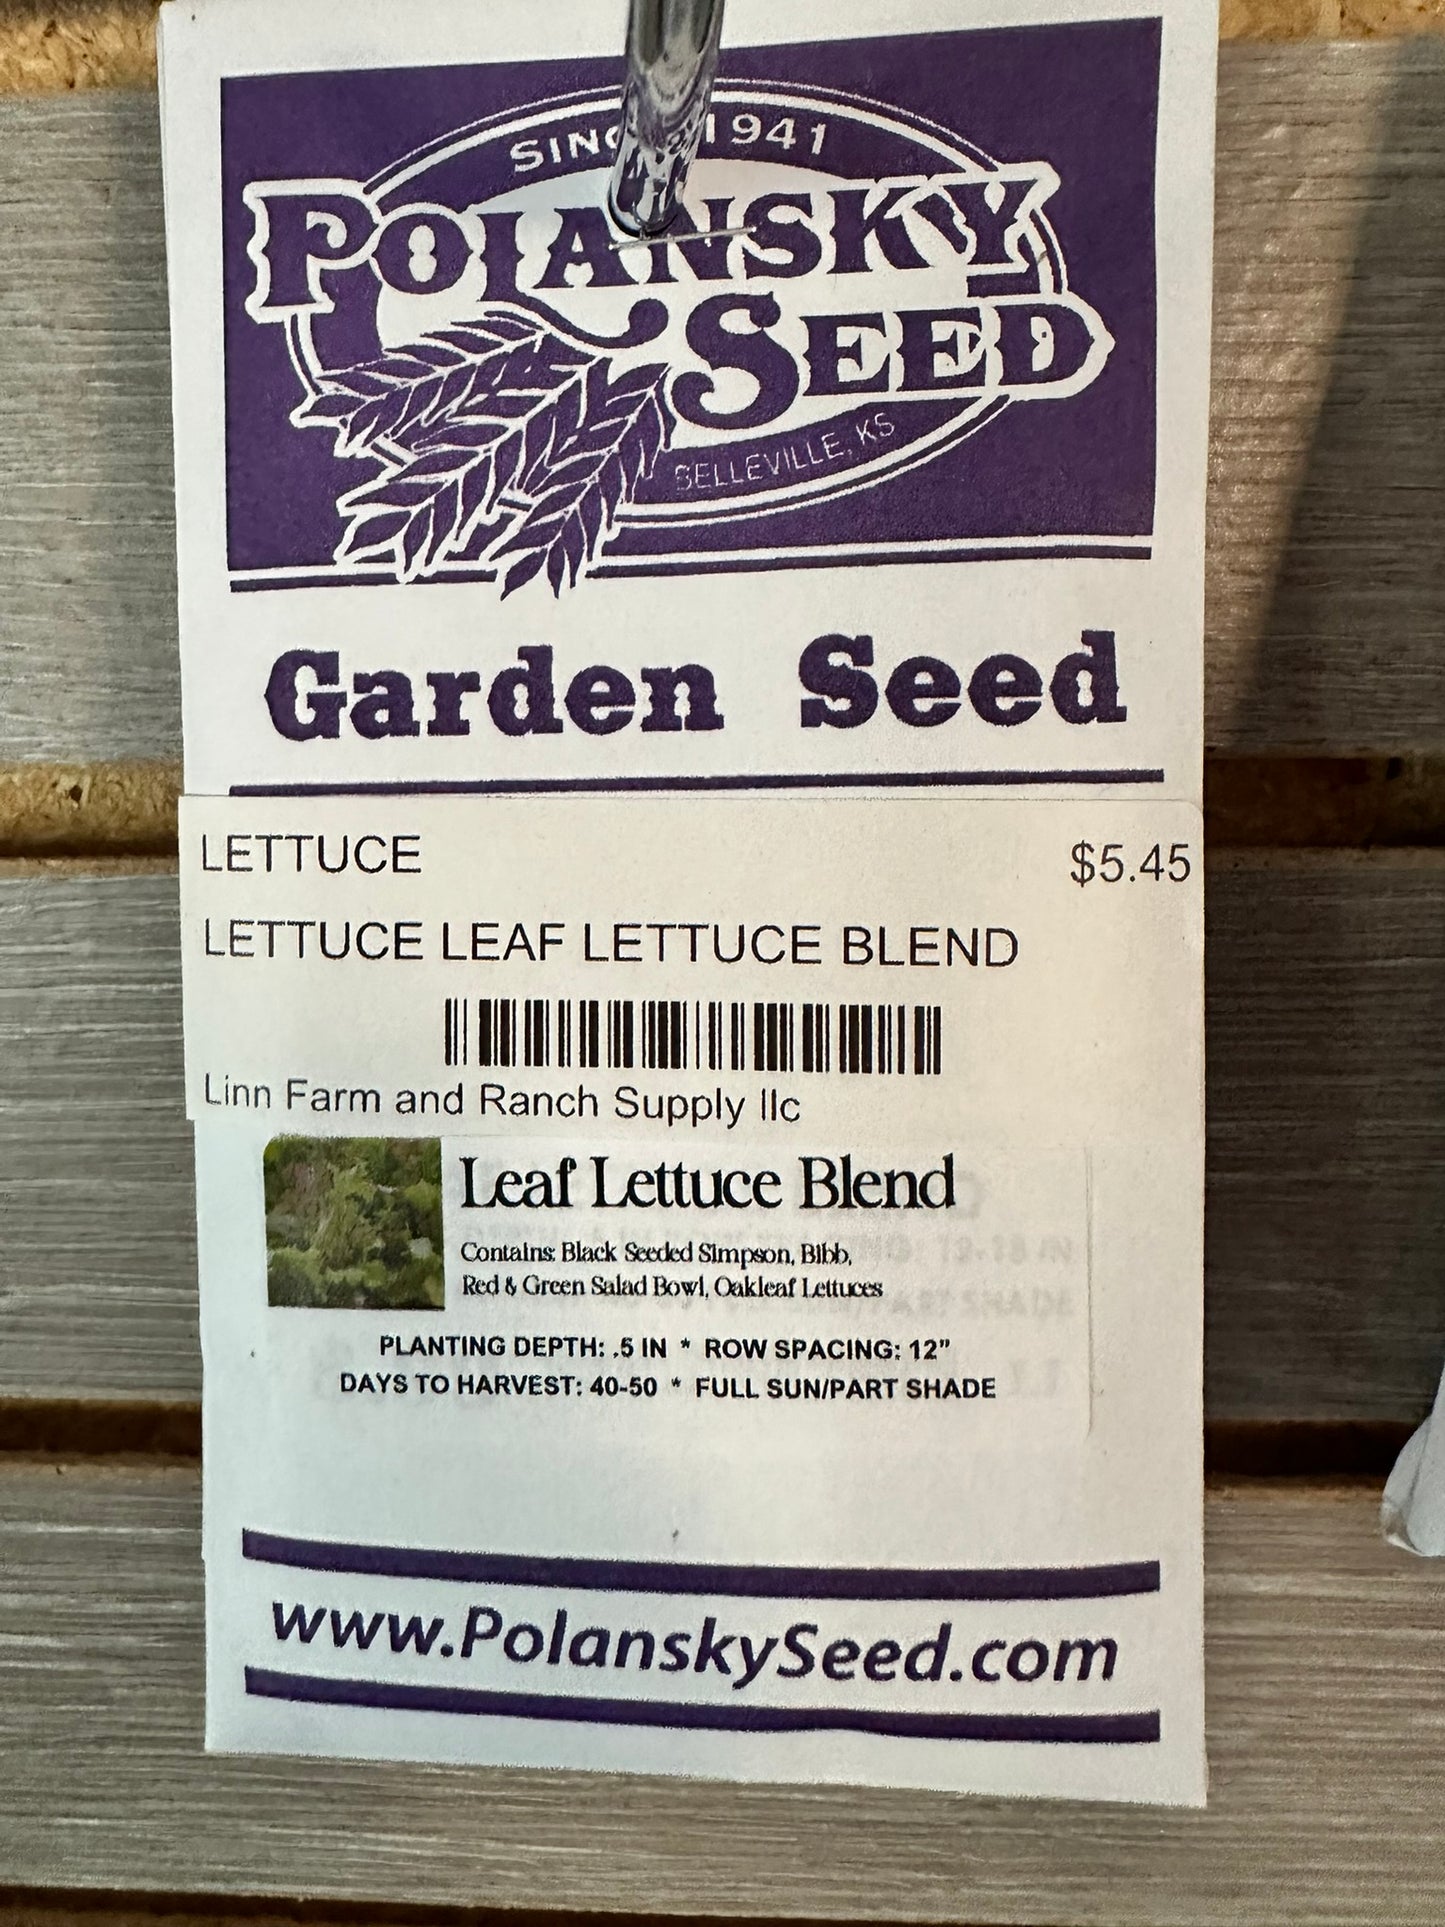 1941
POLANSKY
SEED
BELLEVILLE, KS
Garden Seed
LETTUCE $5.45
LETTUCE LEAF LETTUCE BLEND
Linn Farm and Ranch Supply llc
Leaf Lettuce Blend
Contains: Black Seeded Simpson, Bibb,
Red & Green Salad Bowl, Oakleaf Lettuces
PLANTING DEPTH: .5 IN * ROW SPACING: 12"
DAYS TO HARVEST: 40-50 * FULL SUN/PART SHADE
www.PolanskySeed.com